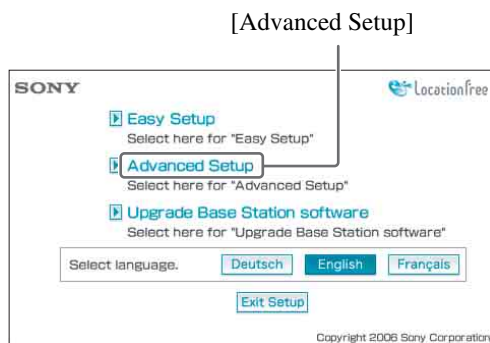 [Advanced Setup]
SONY
LocationFree
Easy Setup
Select here for "Easy Setup"
Advanced Setup
Select here for "Advanced Setup"
Upgrade Base Station software
Select here for "Upgrade Base Station software"
Select language. Deutsch English Français
Exit Setup
Copyright 2006 Sony Corporation